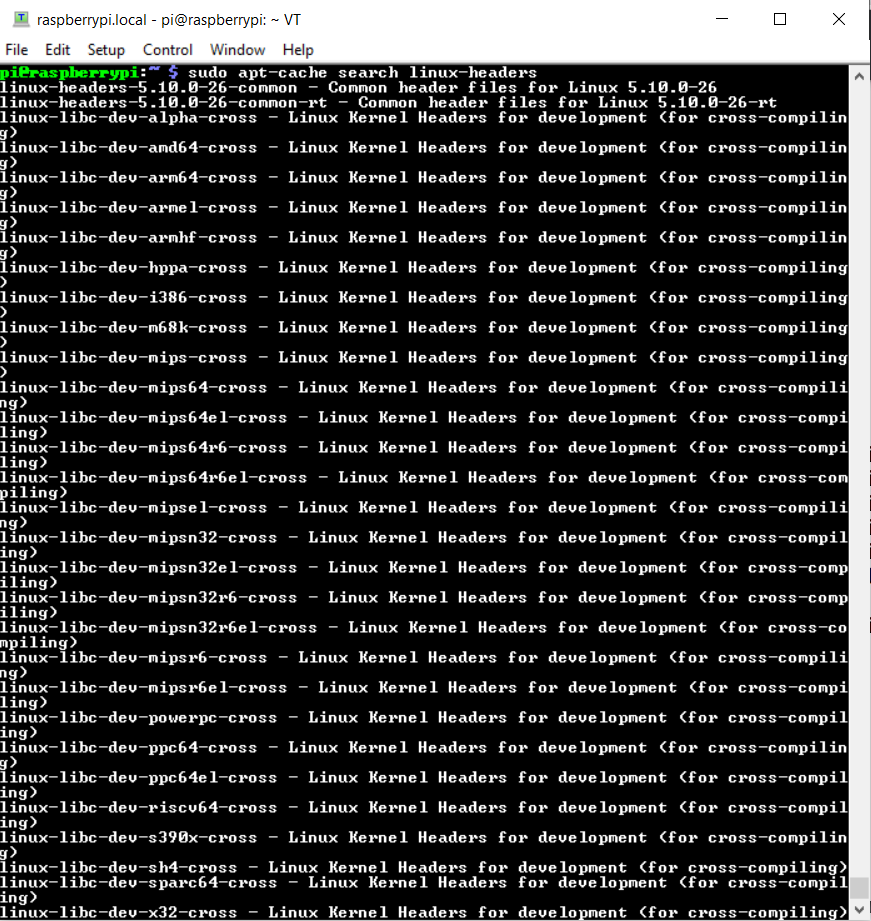 raspberrypi.local - pi@raspberrypi: ~ VT
File Edit Setup Control Window Help
pi@raspberrypi:~ $ sudo apt-cache search linux-headers
linux-headers-5.10.0-26-common - Common header files for Linux 5.10.0-26
linux-headers-5.10.0-26-common-rt - Common header files for Linux 5.10.0-26-rt
linux-libc-dev-alpha-cross - Linux Kernel Headers for development (for cross-compilin
g)
linux-libc-dev-amd64-cross - Linux Kernel Headers for development (for cross-compilin
g)
linux-libc-dev-arm64-cross - Linux Kernel Headers for development (for cross-compilin
g)
linux-libc-dev-armel-cross - Linux Kernel Headers for development (for cross-compilin
g)
linux-libc-dev-armhf-cross - Linux Kernel Headers for development (for cross-compilin
g)
linux-libc-dev-hppa-cross - Linux Kernel Headers for development (for cross-compiling
)
linux-libc-dev-i386-cross - Linux Kernel Headers for development (for cross-compiling
)
linux-libc-dev-m68k-cross - Linux Kernel Headers for development (for cross-compiling
)
linux-libc-dev-mips-cross - Linux Kernel Headers for development (for cross-compiling
)
linux-libc-dev-mips64-cross - Linux Kernel Headers for development (for cross-compili
ng)
linux-libc-dev-mips64el-cross - Linux Kernel Headers for development (for cross-compi
ling)
linux-libc-dev-mips64r6-cross - Linux Kernel Headers for development (for cross-compi
ling)
linux-libc-dev-mips64r6el-cross - Linux Kernel Headers for development (for cross-com
piling)
linux-libc-dev-mipsel-cross - Linux Kernel Headers for development (for cross-compili
ng)
linux-libc-dev-mipsn32-cross - Linux Kernel Headers for development (for cross-compil
ing)
linux-libc-dev-mipsn32el-cross - Linux Kernel Headers for development (for cross-comp
iling)
linux-libc-dev-mipsn32r6-cross - Linux Kernel Headers for development (for cross-comp
iling)
linux-libc-dev-mipsn32r6el-cross - Linux Kernel Headers for development (for cross-co
mpiling)
linux-libc-dev-mipsr6-cross - Linux Kernel Headers for development (for cross-compili
ng)
linux-libc-dev-mipsr6el-cross - Linux Kernel Headers for development (for cross-compi
ling)
linux-libc-dev-powerpc-cross - Linux Kernel Headers for development (for cross-compil
ing)
linux-libc-dev-ppc64-cross - Linux Kernel Headers for development (for cross-compilin
g)
linux-libc-dev-ppc64el-cross - Linux Kernel Headers for development (for cross-compil
ing)
linux-libc-dev-riscv64-cross - Linux Kernel Headers for development (for cross-compil
ing)
linux-libc-dev-s390x-cross - Linux Kernel Headers for development (for cross-compilin
g)
linux-libc-dev-sh4-cross - Linux Kernel Headers for development (for cross-compiling)
linux-libc-dev-sparc64-cross - Linux Kernel Headers for development (for cross-compil
ing)
linux-libc-dev-x32-cross - Linux Kernel Headers for development (for cross-compiling)